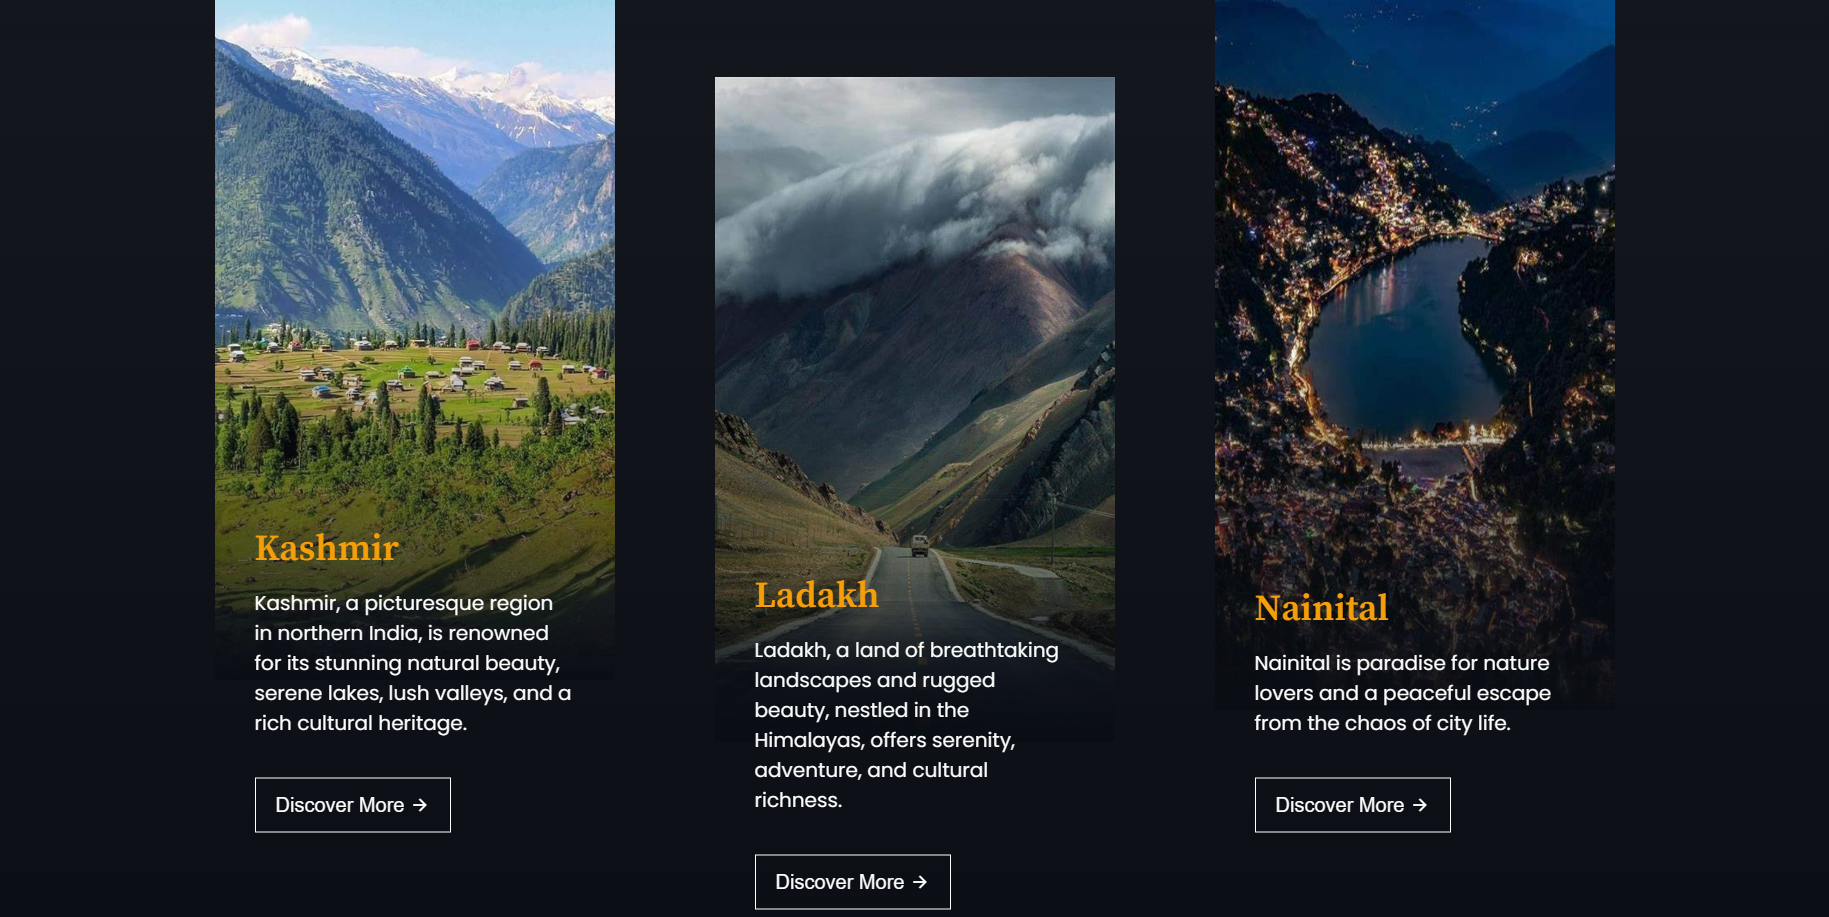 Kashmir
Kashmir, a picturesque region
in northern India, is renowned
for its stunning natural beauty,
serene lakes, lush valleys, and a
rich cultural heritage.
Discover More →
Ladakh
Ladakh, a land of breathtaking
landscapes and rugged
beauty, nestled in the
Himalayas, offers serenity,
adventure, and cultural
richness.
Discover More →
Nainital
Nainital is paradise for nature
lovers and a peaceful escape
from the chaos of city life.
Discover More →